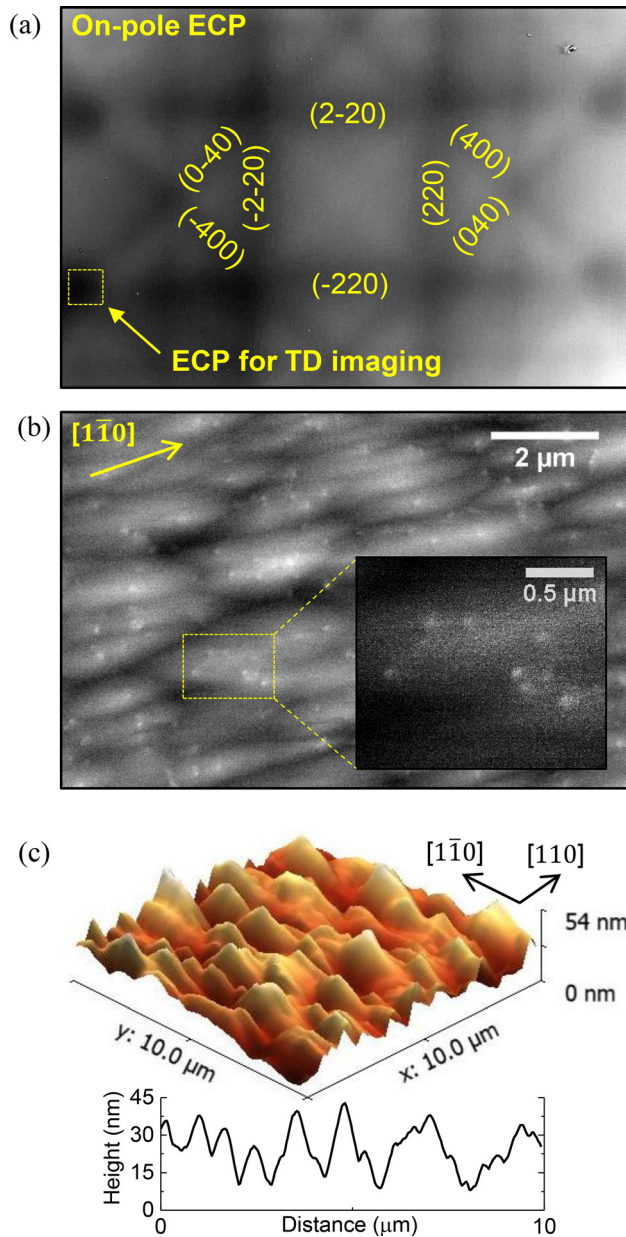 (a)
On-pole ECP
(2-20)
(0-40)
(-2-20)
(-400)
(400)
(220)
(040)
(-220)
ECP for TD imaging
(b)
[11̅0]
2 µm
0.5 µm
(c)
[11̅0]
[110]
54 nm
0 nm
y: 10.0 µm
x: 10.0 µm
Height (nm)
45
30
15
0
0
10
Distance (µm)